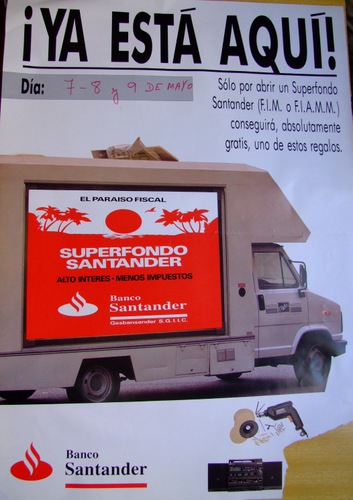 ¡YA ESTÁ AQUÍ!
Día: 7 - 8 y 9 DE MAYO
Sólo por abrir un Superfondo
Santander (F.I.M. o F.I.A.M.M.)
conseguirá, absolutamente
gratis, uno de estos regalos.
EL PARAISO FISCAL
SUPERFONDO
SANTANDER
ALTO INTERES · MENOS IMPUESTOS
Banco
Santander
Gesbansander S.G.I.I.C.
Banco
Santander